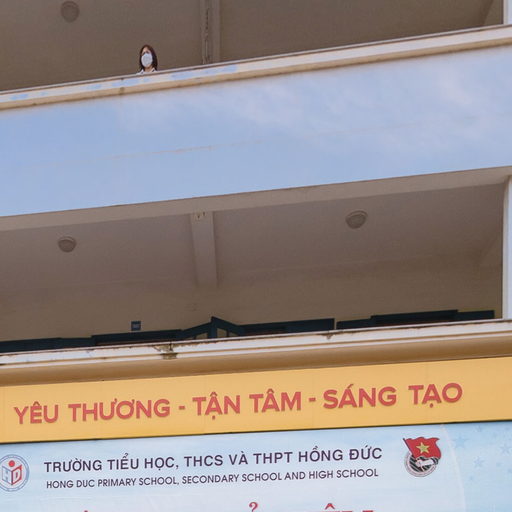 YÊU THƯƠNG - TẬN TÂM - SÁNG TẠO
TRƯỜNG TIỂU HỌC, THCS VÀ THPT HỒNG ĐỨC
HONG DUC PRIMARY SCHOOL, SECONDARY SCHOOL AND HIGH SCHOOL